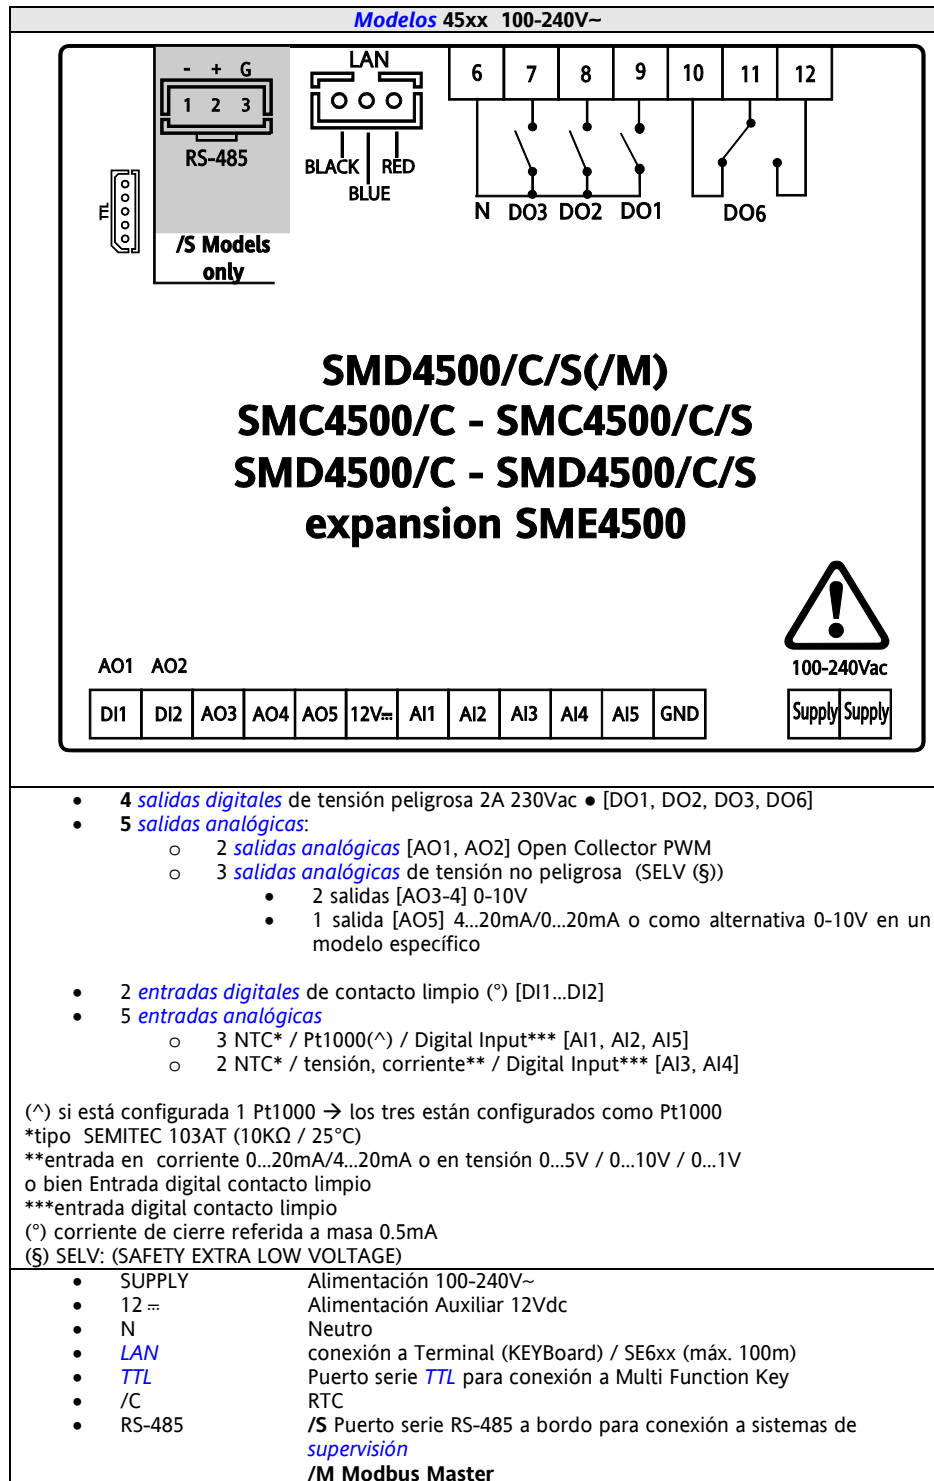 Modelos 45xx 100-240V~
- + G
1 2 3
RS-485
/S Models
only
TTL
LAN
BLACK RED
BLUE
6 7 8 9 10 11 12
N DO3 DO2 DO1 DO6
SMD4500/C/S(/M)
SMC4500/C - SMC4500/C/S
SMD4500/C - SMD4500/C/S
expansion SME4500
100-240Vac
AO1 AO2
DI1 DI2 AO3 AO4 AO5 12V⎓ AI1 AI2 AI3 AI4 AI5 GND Supply Supply
• 4 salidas digitales de tensión peligrosa 2A 230Vac ● [DO1, DO2, DO3, DO6]
• 5 salidas analógicas:
o 2 salidas analógicas [AO1, AO2] Open Collector PWM
o 3 salidas analógicas de tensión no peligrosa (SELV (§))
• 2 salidas [AO3-4] 0-10V
• 1 salida [AO5] 4...20mA/0...20mA o como alternativa 0-10V en un
modelo específico
• 2 entradas digitales de contacto limpio (°) [DI1...DI2]
• 5 entradas analógicas
o 3 NTC* / Pt1000(^) / Digital Input*** [AI1, AI2, AI5]
o 2 NTC* / tensión, corriente** / Digital Input*** [AI3, AI4]
(^) si está configurada 1 Pt1000 → los tres están configurados como Pt1000
*tipo SEMITEC 103AT (10KΩ / 25°C)
**entrada en corriente 0...20mA/4...20mA o en tensión 0...5V / 0...10V / 0...1V
o bien Entrada digital contacto limpio
***entrada digital contacto limpio
(°) corriente de cierre referida a masa 0.5mA
(§) SELV: (SAFETY EXTRA LOW VOLTAGE)
• SUPPLY Alimentación 100-240V~
• 12 ⎓ Alimentación Auxiliar 12Vdc
• N Neutro
• LAN conexión a Terminal (KEYBoard) / SE6xx (máx. 100m)
• TTL Puerto serie TTL para conexión a Multi Function Key
• /C RTC
• RS-485 /S Puerto serie RS-485 a bordo para conexión a sistemas de
supervisión
/M Modbus Master